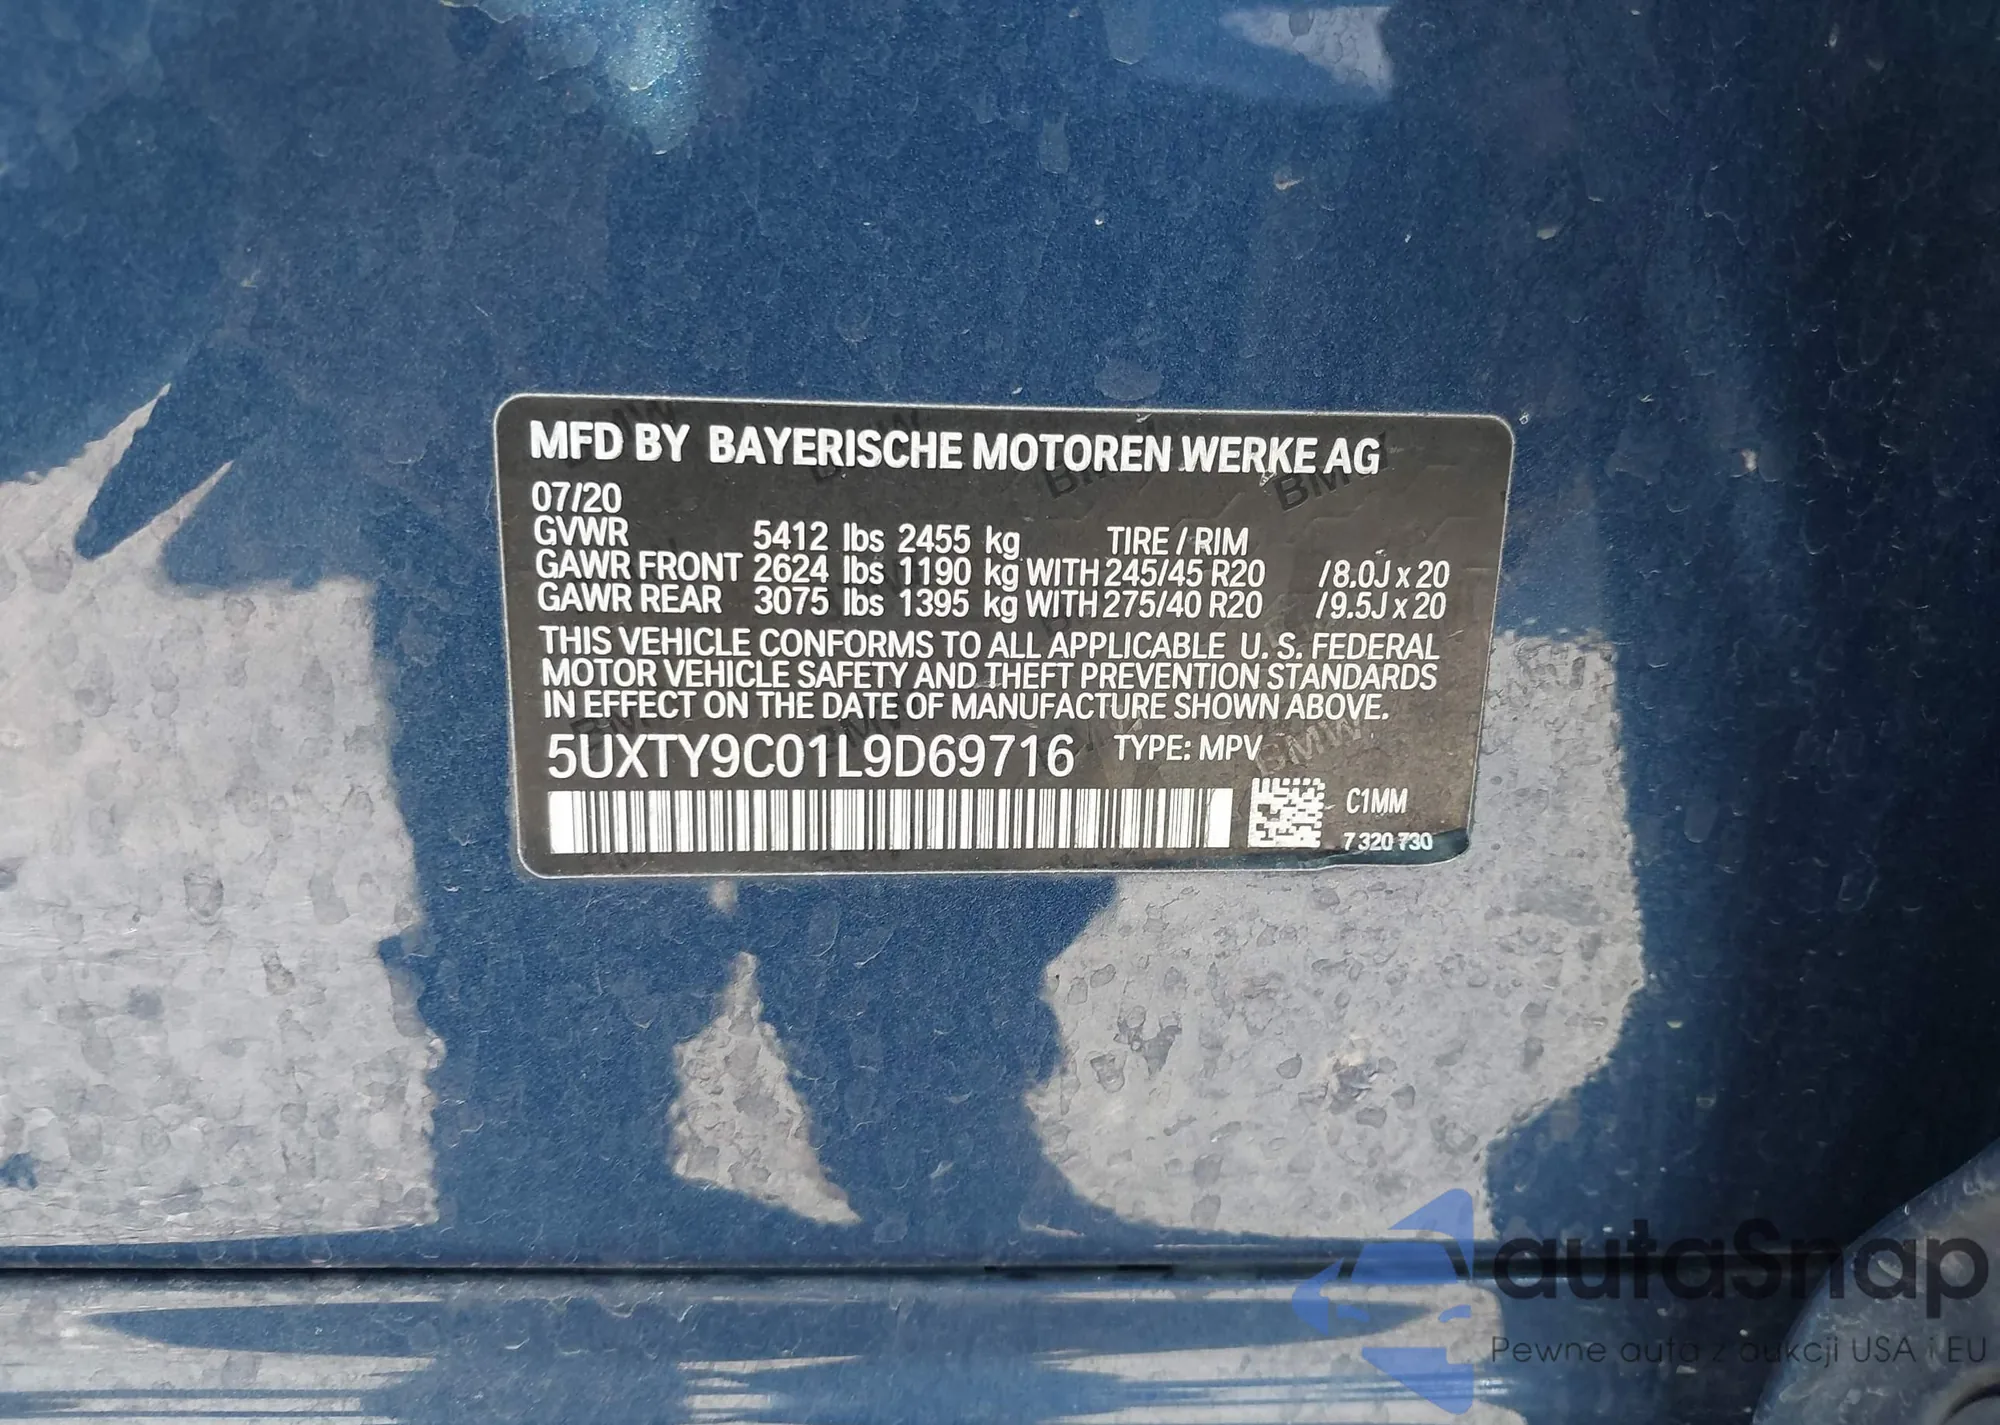 MFD BY BAYERISCHE MOTOREN WERKE AG
07/20
GVWR 5412 lbs 2455 kg TIRE / RIM
GAWR FRONT 2624 lbs 1190 kg WITH 245/45 R20 /8.0J x 20
GAWR REAR 3075 lbs 1395 kg WITH 275/40 R20 /9.5J x 20
THIS VEHICLE CONFORMS TO ALL APPLICABLE U. S. FEDERAL
MOTOR VEHICLE SAFETY AND THEFT PREVENTION STANDARDS
IN EFFECT ON THE DATE OF MANUFACTURE SHOWN ABOVE.
5UXTY9C01L9D69716 TYPE: MPV
C1MM
7 320 730
autaSnap
Pewne auta z aukcji USA i EU